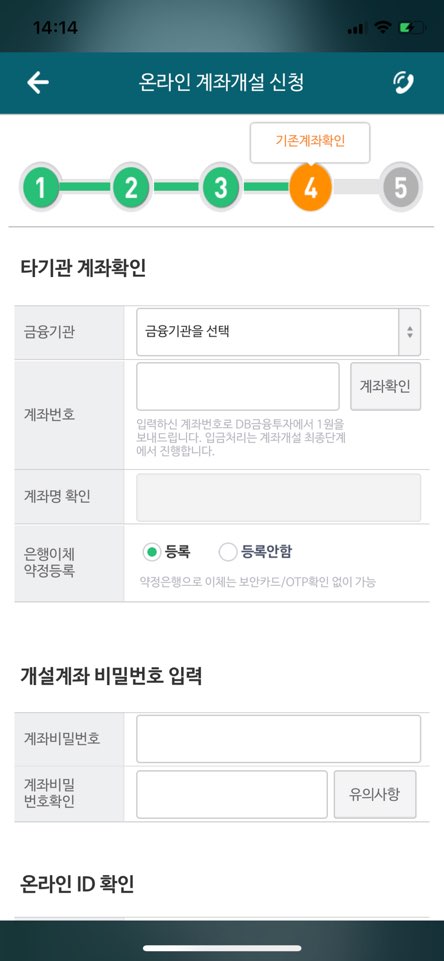 14:14
온라인 계좌개설 신청
기존계좌확인
1 2 3 4 5
타기관 계좌확인
금융기관
금융기관을 선택
계좌번호
계좌확인
입력하신 계좌번호로 DB금융투자에서 1원을
보내드립니다. 입금처리는 계좌개설 최종단계
에서 진행합니다.
계좌명 확인
은행이체
약정등록
등록 등록안함
약정은행으로 이체는 보안카드/OTP확인 없이 가능
개설계좌 비밀번호 입력
계좌비밀번호
계좌비밀
번호확인
유의사항
온라인 ID 확인